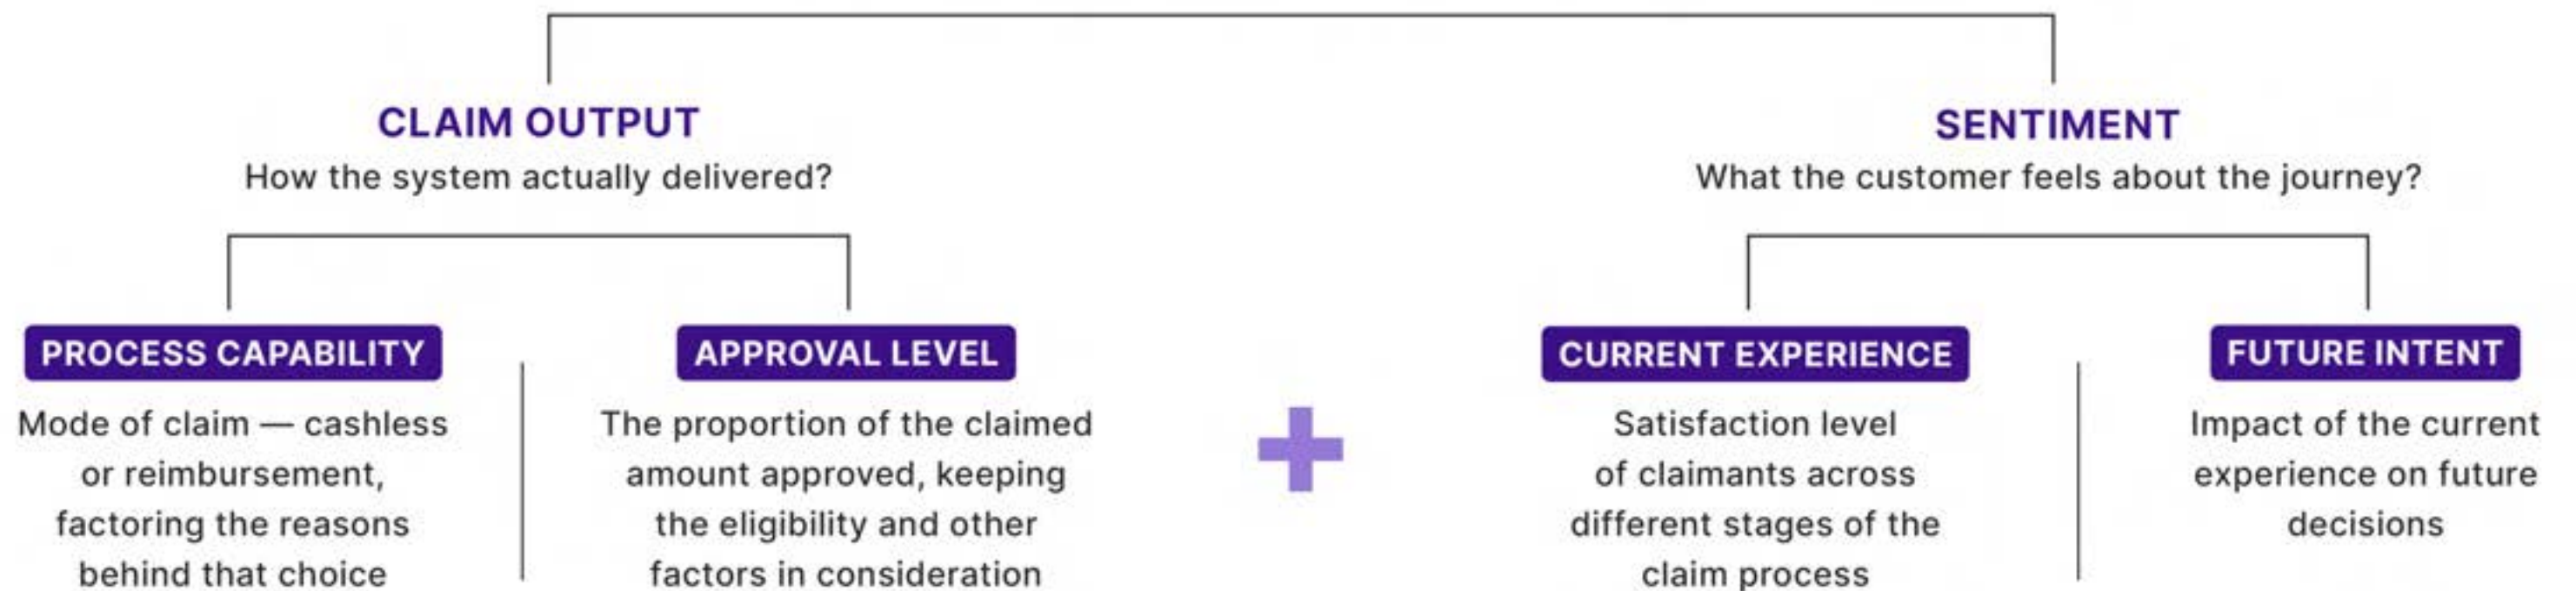 CLAIM OUTPUT
How the system actually delivered?
SENTIMENT
What the customer feels about the journey?
PROCESS CAPABILITY
Mode of claim — cashless
or reimbursement,
factoring the reasons
behind that choice
APPROVAL LEVEL
The proportion of the claimed
amount approved, keeping
the eligibility and other
factors in consideration
CURRENT EXPERIENCE
Satisfaction level
of claimants across
different stages of the
claim process
FUTURE INTENT
Impact of the current
experience on future
decisions